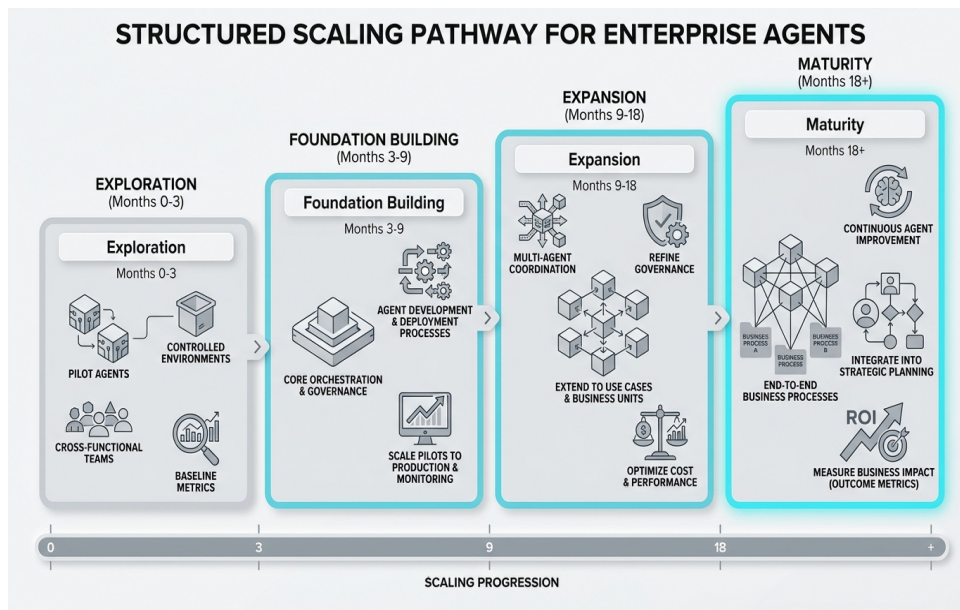 STRUCTURED SCALING PATHWAY FOR ENTERPRISE AGENTS
EXPLORATION
(Months 0-3)
Exploration
Months 0-3
PILOT AGENTS
CONTROLLED
ENVIRONMENTS
CROSS-FUNCTIONAL
TEAMS
BASELINE
METRICS
FOUNDATION BUILDING
(Months 3-9)
Foundation Building
Months 3-9
AGENT DEVELOPMENT
& DEPLOYMENT
PROCESSES
CORE ORCHESTRATION
& GOVERNANCE
SCALE PILOTS TO
PRODUCTION &
MONITORING
EXPANSION
(Months 9-18)
Expansion
Months 9-18
MULTI-AGENT
COORDINATION
REFINE
GOVERNANCE
EXTEND TO USE CASES
& BUSINESS UNITS
$
OPTIMIZE COST
& PERFORMANCE
MATURITY
(Months 18+)
Maturity
Months 18+
CONTINUOUS AGENT
IMPROVEMENT
PROCESS
A
BUSINESS
PROCESS
B
END-TO-END
BUSINESS PROCESSES
INTEGRATE INTO
STRATEGIC PLANNING
ROI
MEASURE BUSINESS IMPACT
(OUTCOME METRICS)
0
3
9
18
+
SCALING PROGRESSION